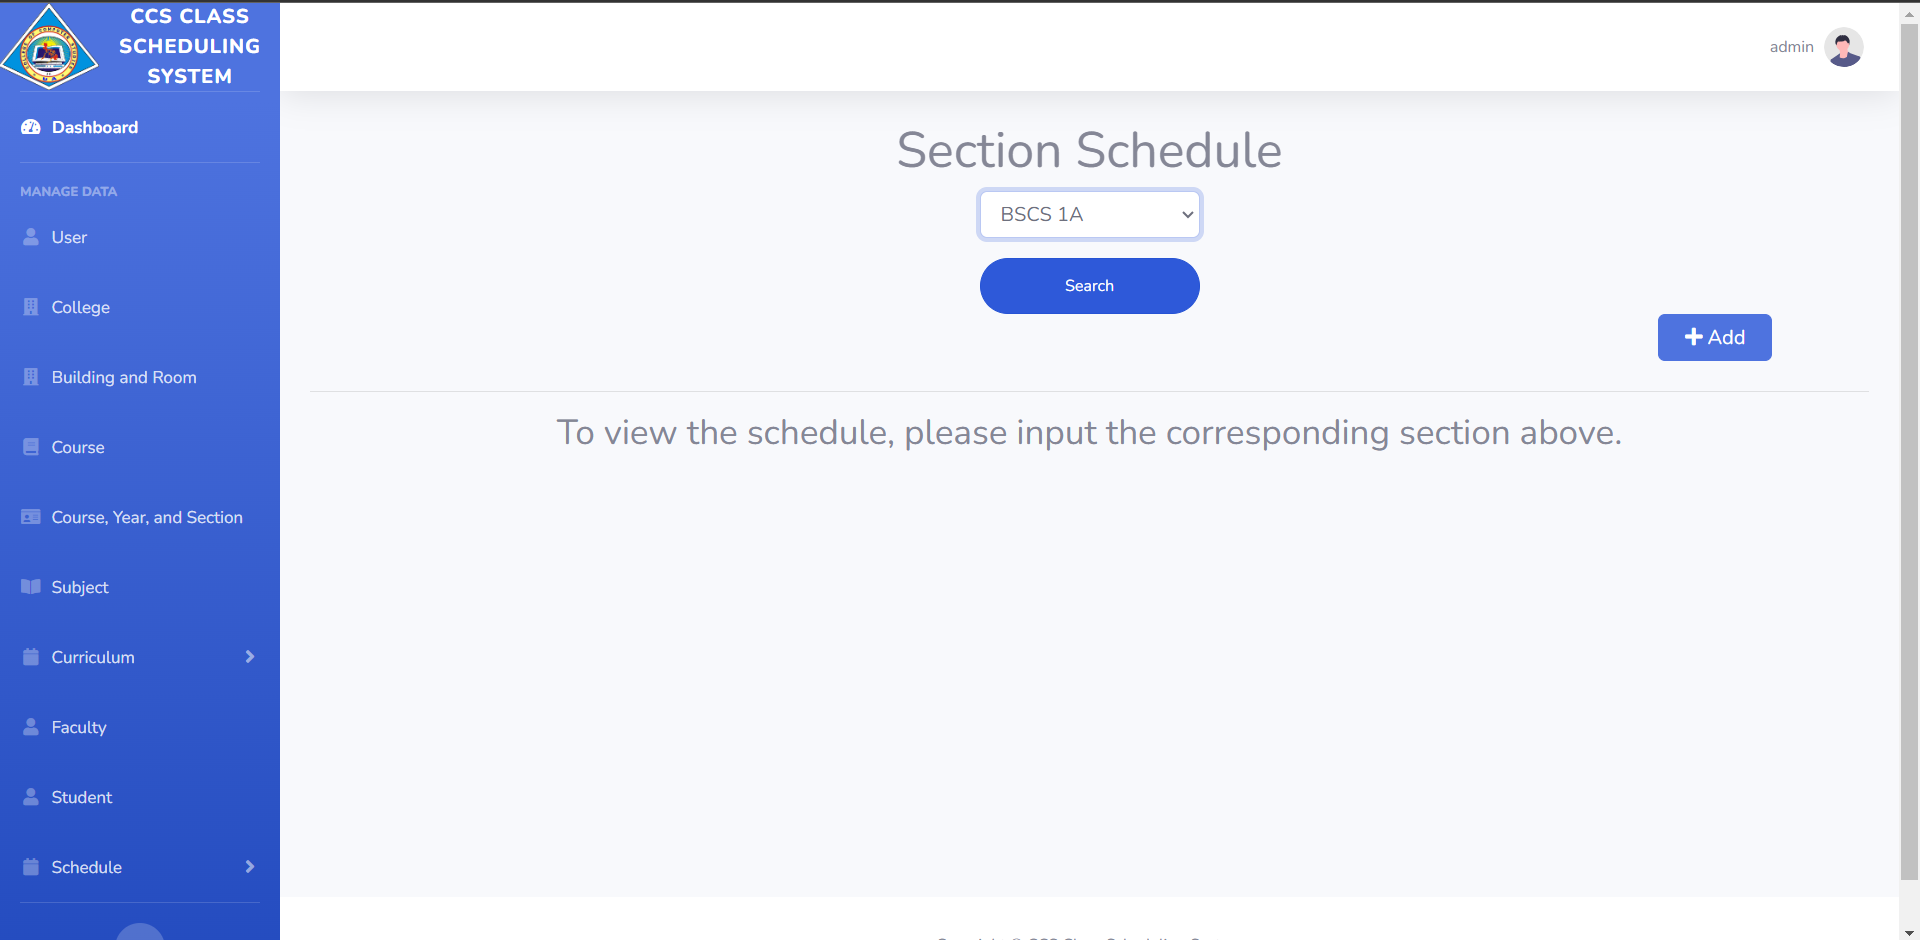 CCS CLASS
SCHEDULING
SYSTEM
Dashboard
MANAGE DATA
User
College
Building and Room
Course
Course, Year, and Section
Subject
Curriculum
Faculty
Student
Schedule
admin
Section Schedule
BSCS 1A
Search
Add
To view the schedule, please input the corresponding section above.